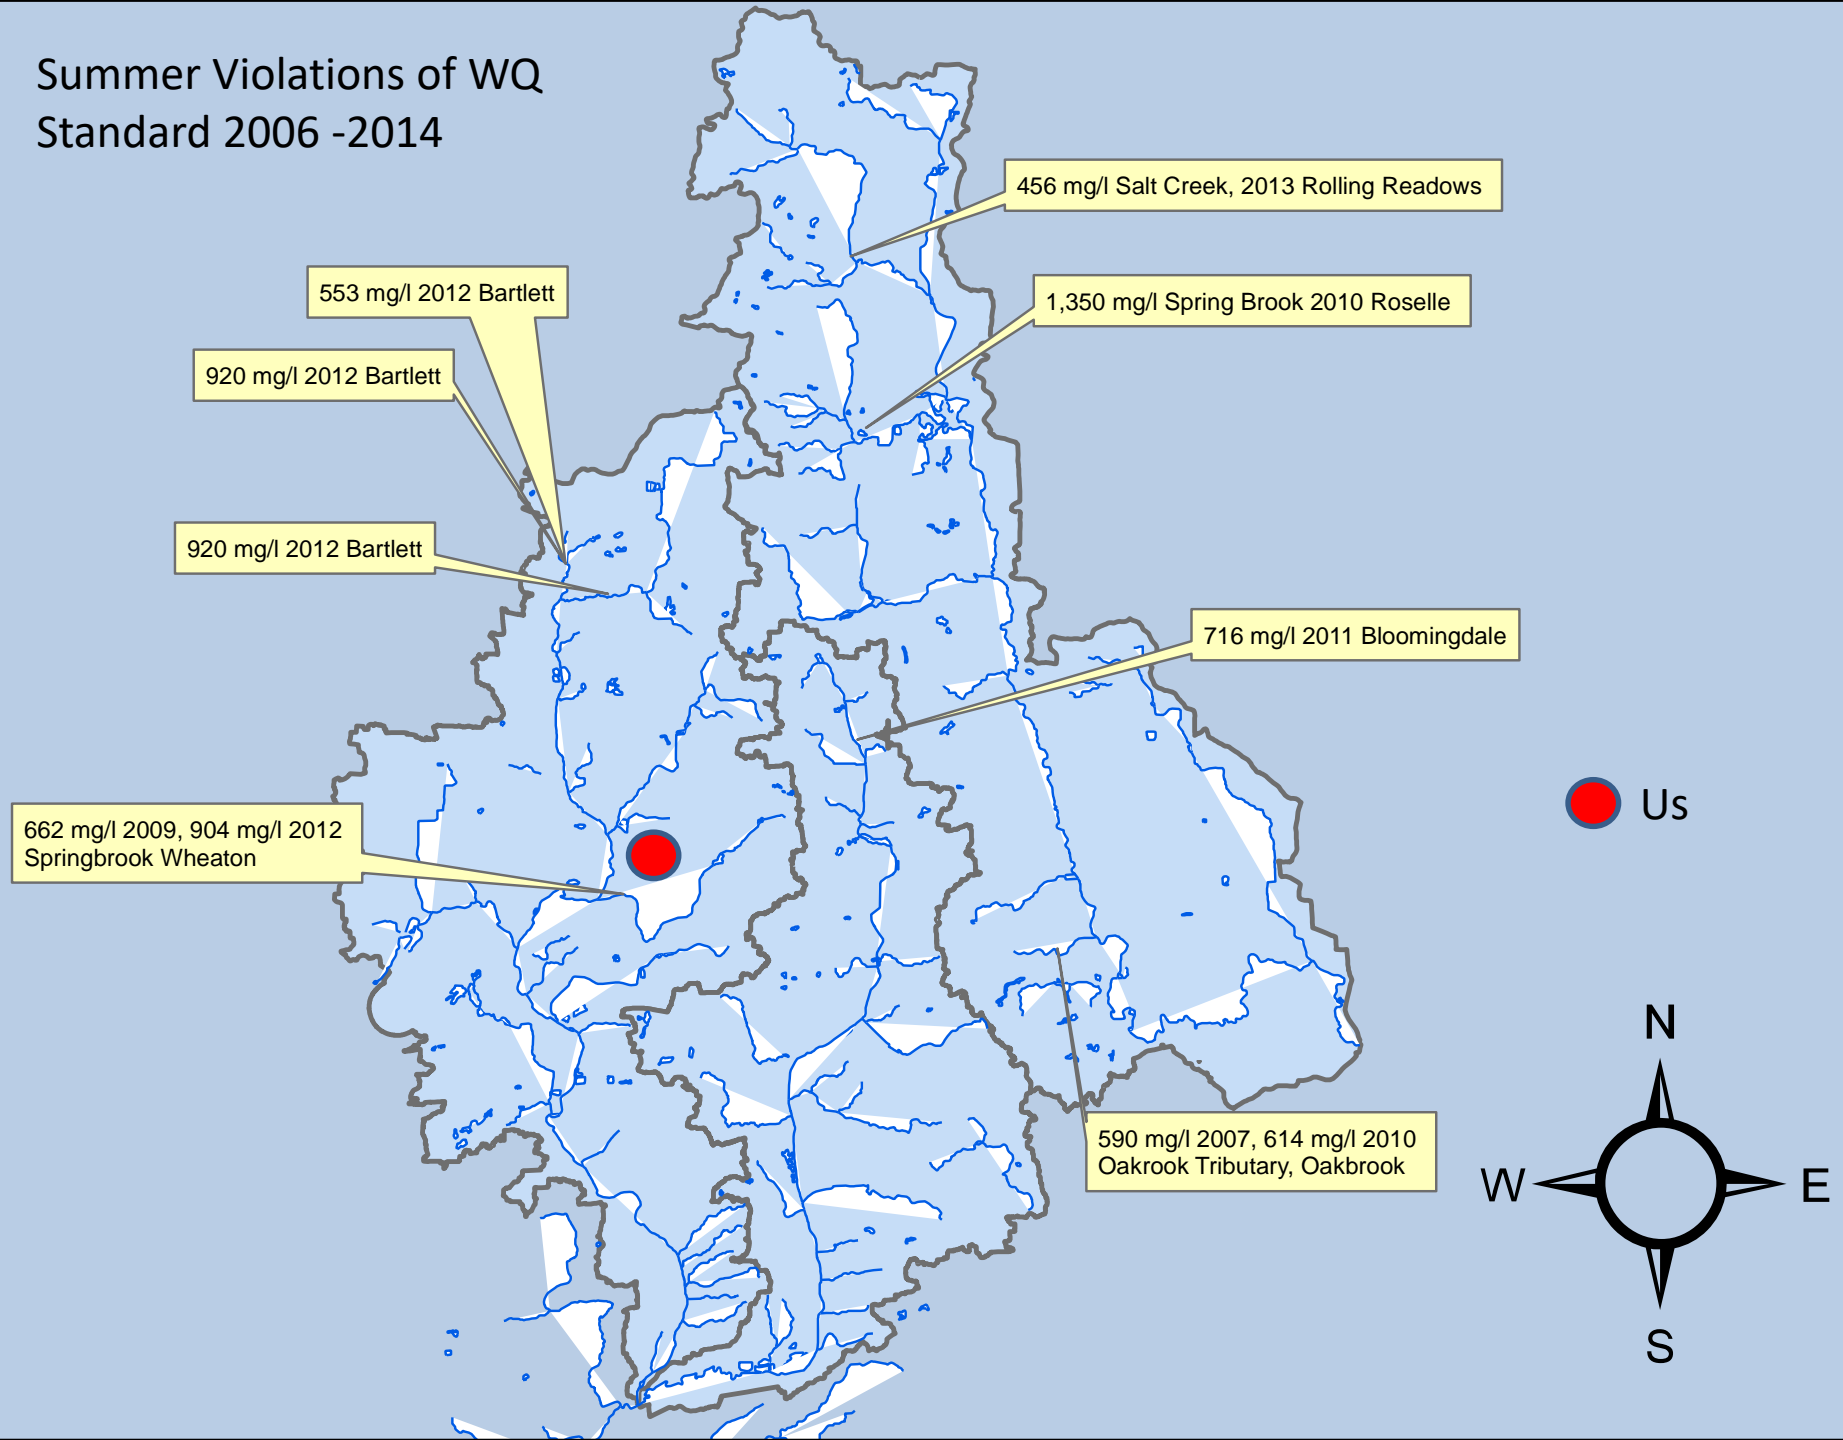 Summer Violations of WQ
Standard 2006 -2014
456 mg/l Salt Creek, 2013 Rolling Readows
553 mg/l 2012 Bartlett
1,350 mg/l Spring Brook 2010 Roselle
920 mg/l 2012 Bartlett
920 mg/l 2012 Bartlett
716 mg/l 2011 Bloomingdale
Us
662 mg/l 2009, 904 mg/l 2012
Springbrook Wheaton
590 mg/l 2007, 614 mg/l 2010
Oakrook Tributary, Oakbrook
N
W
E
S